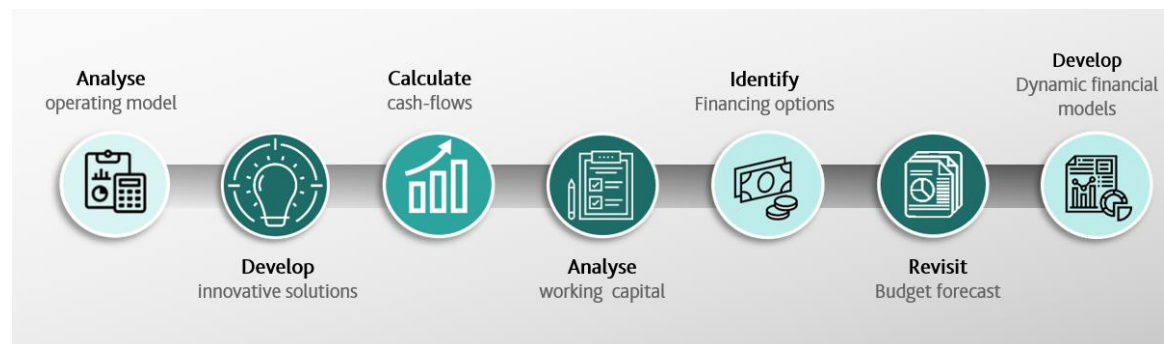 Analyse
operating model
Develop
innovative solutions
Calculate
cash-flows
Analyse
working capital
Identify
Financing options
Revisit
Budget forecast
Develop
Dynamic financial
models